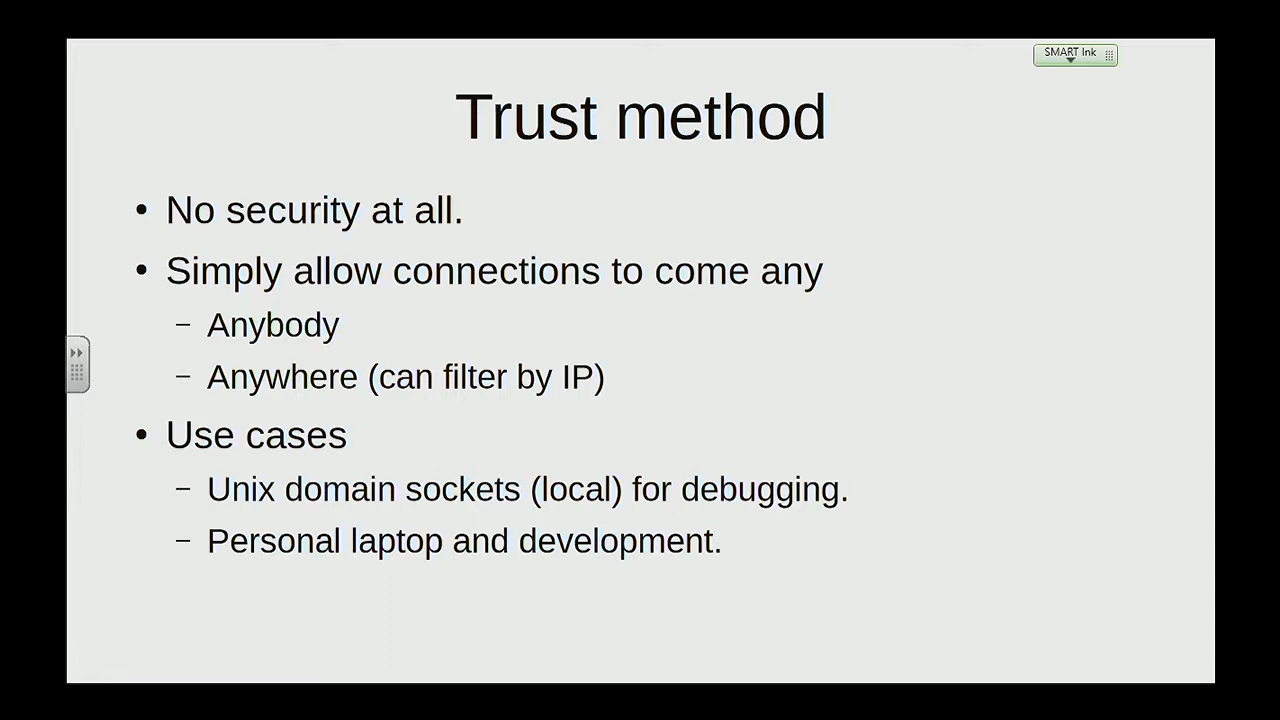 SMART Ink
Trust method
• No security at all.
• Simply allow connections to come any
– Anybody
– Anywhere (can filter by IP)
• Use cases
– Unix domain sockets (local) for debugging.
– Personal laptop and development.